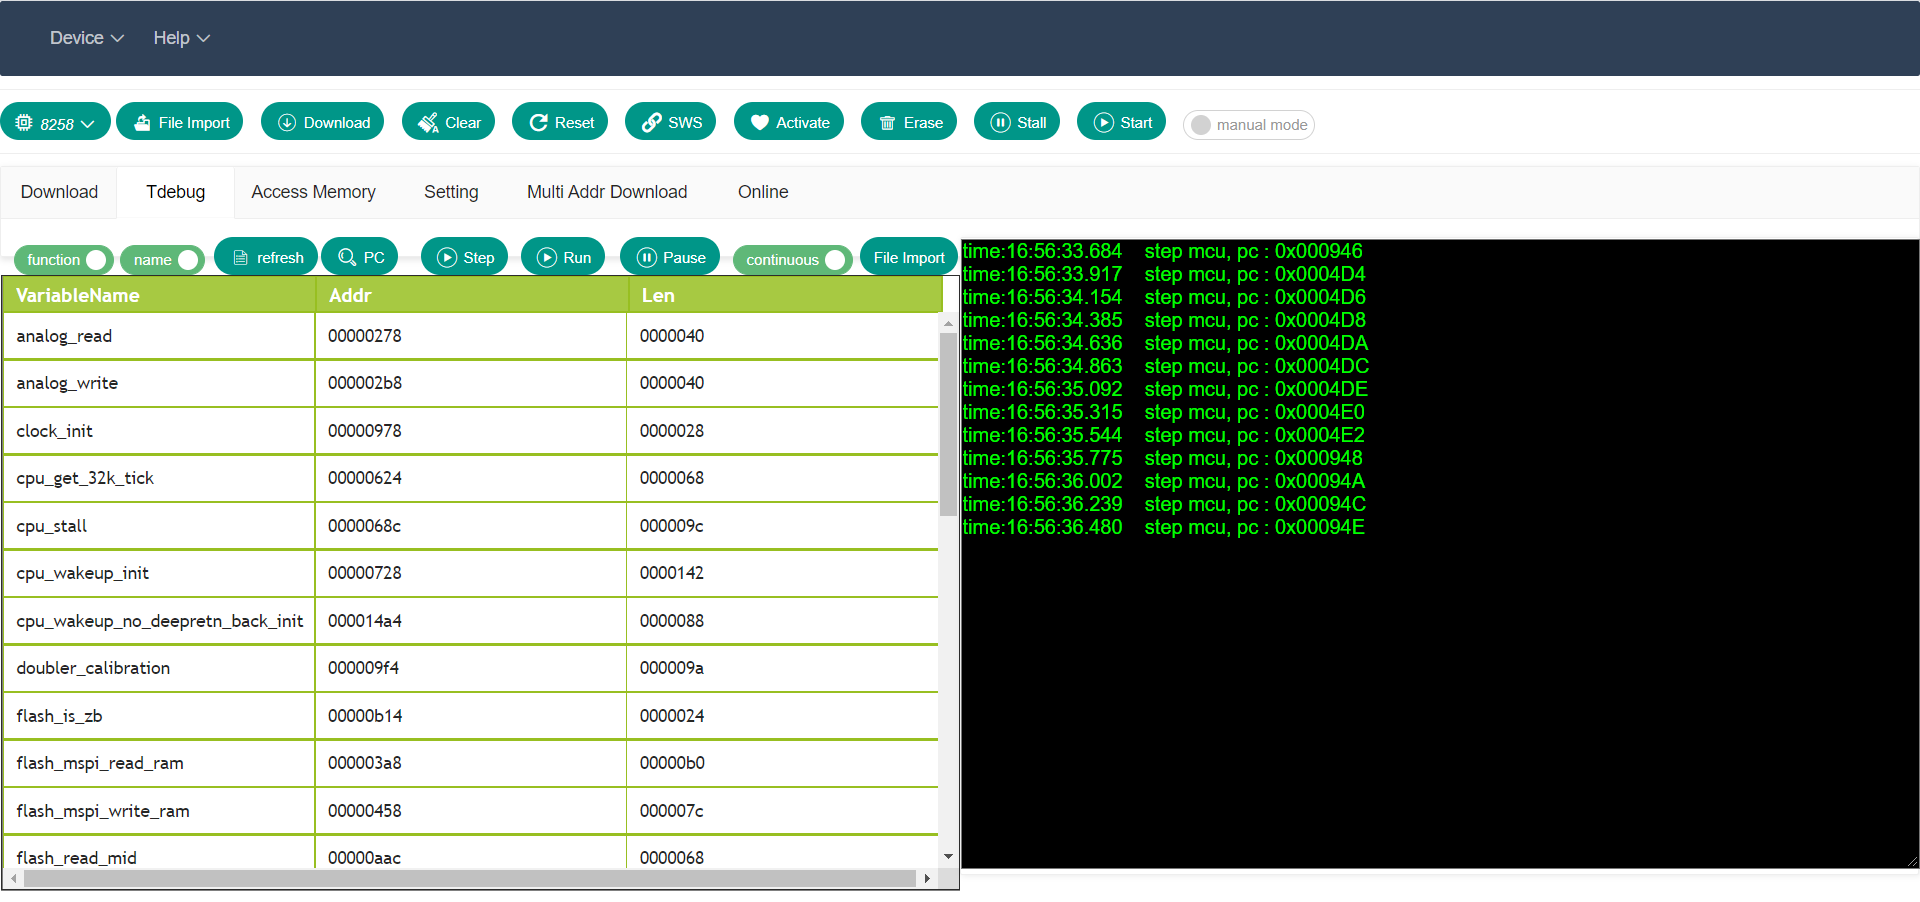 Device Help
8258 File Import Download Clear Reset SWS Activate Erase Stall Start manual mode
Download Tdebug Access Memory Setting Multi Addr Download Online
function name refresh PC Step Run Pause continuous File Import
VariableName Addr Len
analog_read 00000278 0000040
analog_write 000002b8 0000040
clock_init 00000978 0000028
cpu_get_32k_tick 00000624 0000068
cpu_stall 0000068c 000009c
cpu_wakeup_init 00000728 0000142
cpu_wakeup_no_deepretn_back_init 000014a4 0000088
doubler_calibration 000009f4 000009a
flash_is_zb 00000b14 0000024
flash_mspi_read_ram 000003a8 00000b0
flash_mspi_write_ram 00000458 000007c
flash_read_mid 00000aac 0000068
time:16:56:33.684 step mcu, pc : 0x000946
time:16:56:33.917 step mcu, pc : 0x0004D4
time:16:56:34.154 step mcu, pc : 0x0004D6
time:16:56:34.385 step mcu, pc : 0x0004D8
time:16:56:34.636 step mcu, pc : 0x0004DA
time:16:56:34.863 step mcu, pc : 0x0004DC
time:16:56:35.092 step mcu, pc : 0x0004DE
time:16:56:35.315 step mcu, pc : 0x0004E0
time:16:56:35.544 step mcu, pc : 0x0004E2
time:16:56:35.775 step mcu, pc : 0x000948
time:16:56:36.002 step mcu, pc : 0x00094A
time:16:56:36.239 step mcu, pc : 0x00094C
time:16:56:36.480 step mcu, pc : 0x00094E